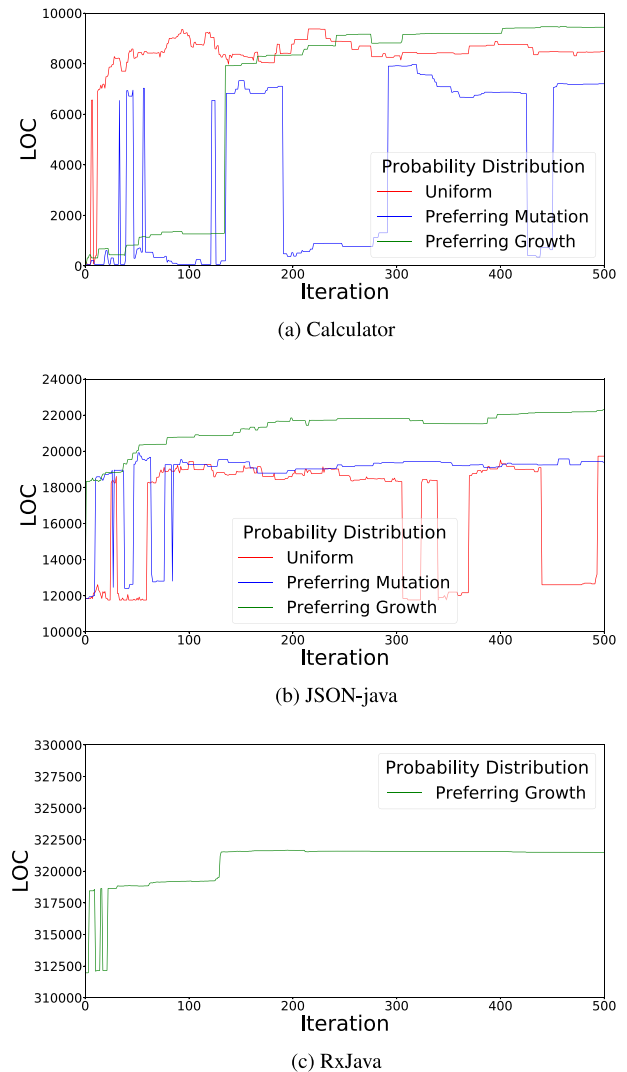 10000
8000
6000
4000
2000
0
LOC
Probability Distribution
Uniform
Preferring Mutation
Preferring Growth
0 100 200 300 400 500
Iteration
(a) Calculator
24000
22000
20000
18000
16000
14000
12000
10000
LOC
Probability Distribution
Uniform
Preferring Mutation
Preferring Growth
0 100 200 300 400 500
Iteration
(b) JSON-java
330000
327500
325000
322500
320000
317500
315000
312500
310000
LOC
Probability Distribution
Preferring Growth
0 100 200 300 400 500
Iteration
(c) RxJava